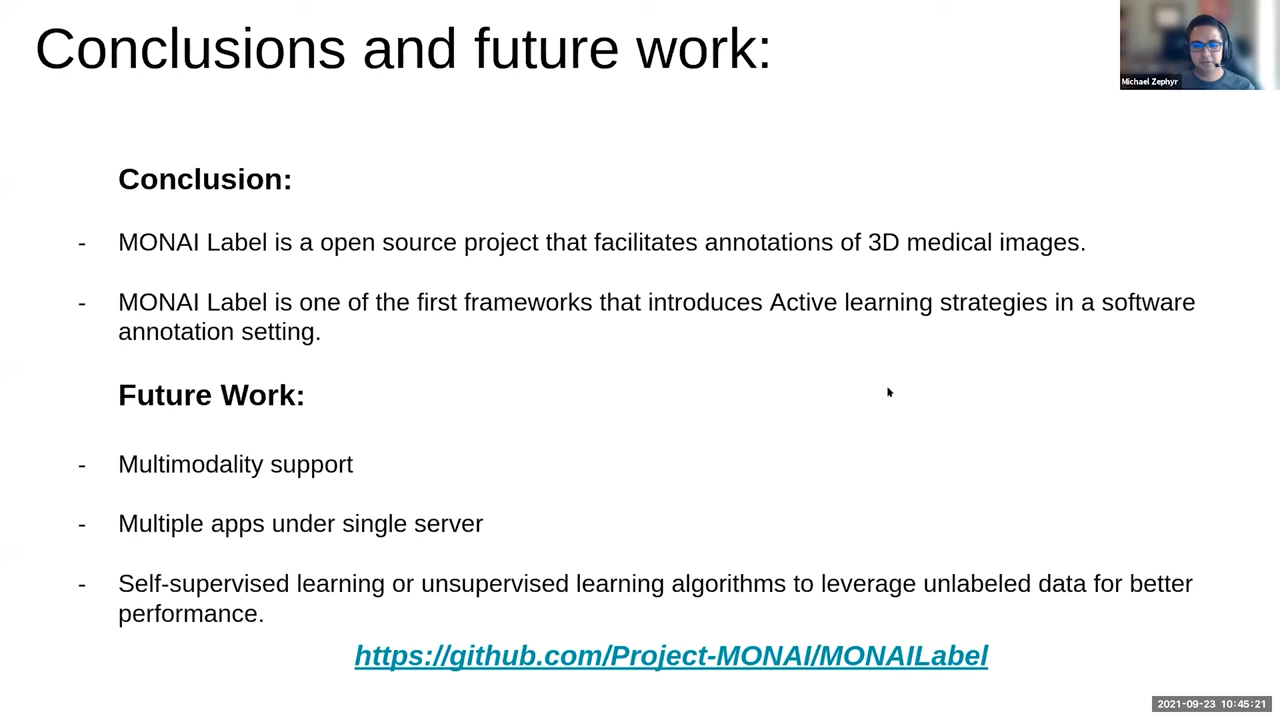 Conclusions and future work:
Michael Zephyr
Conclusion:
- MONAI Label is a open source project that facilitates annotations of 3D medical images.
- MONAI Label is one of the first frameworks that introduces Active learning strategies in a software
annotation setting.
Future Work:
- Multimodality support
- Multiple apps under single server
- Self-supervised learning or unsupervised learning algorithms to leverage unlabeled data for better
performance.
https://github.com/Project-MONAI/MONAILabel
2021-09-23 10:45:21